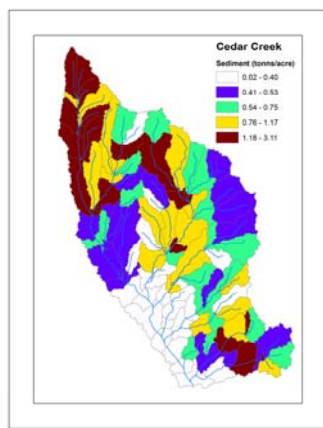 Cedar Creek
Sediment (tonns/acre)
0.02 - 0.40
0.41 - 0.53
0.54 - 0.75
0.76 - 1.17
1.18 - 3.11